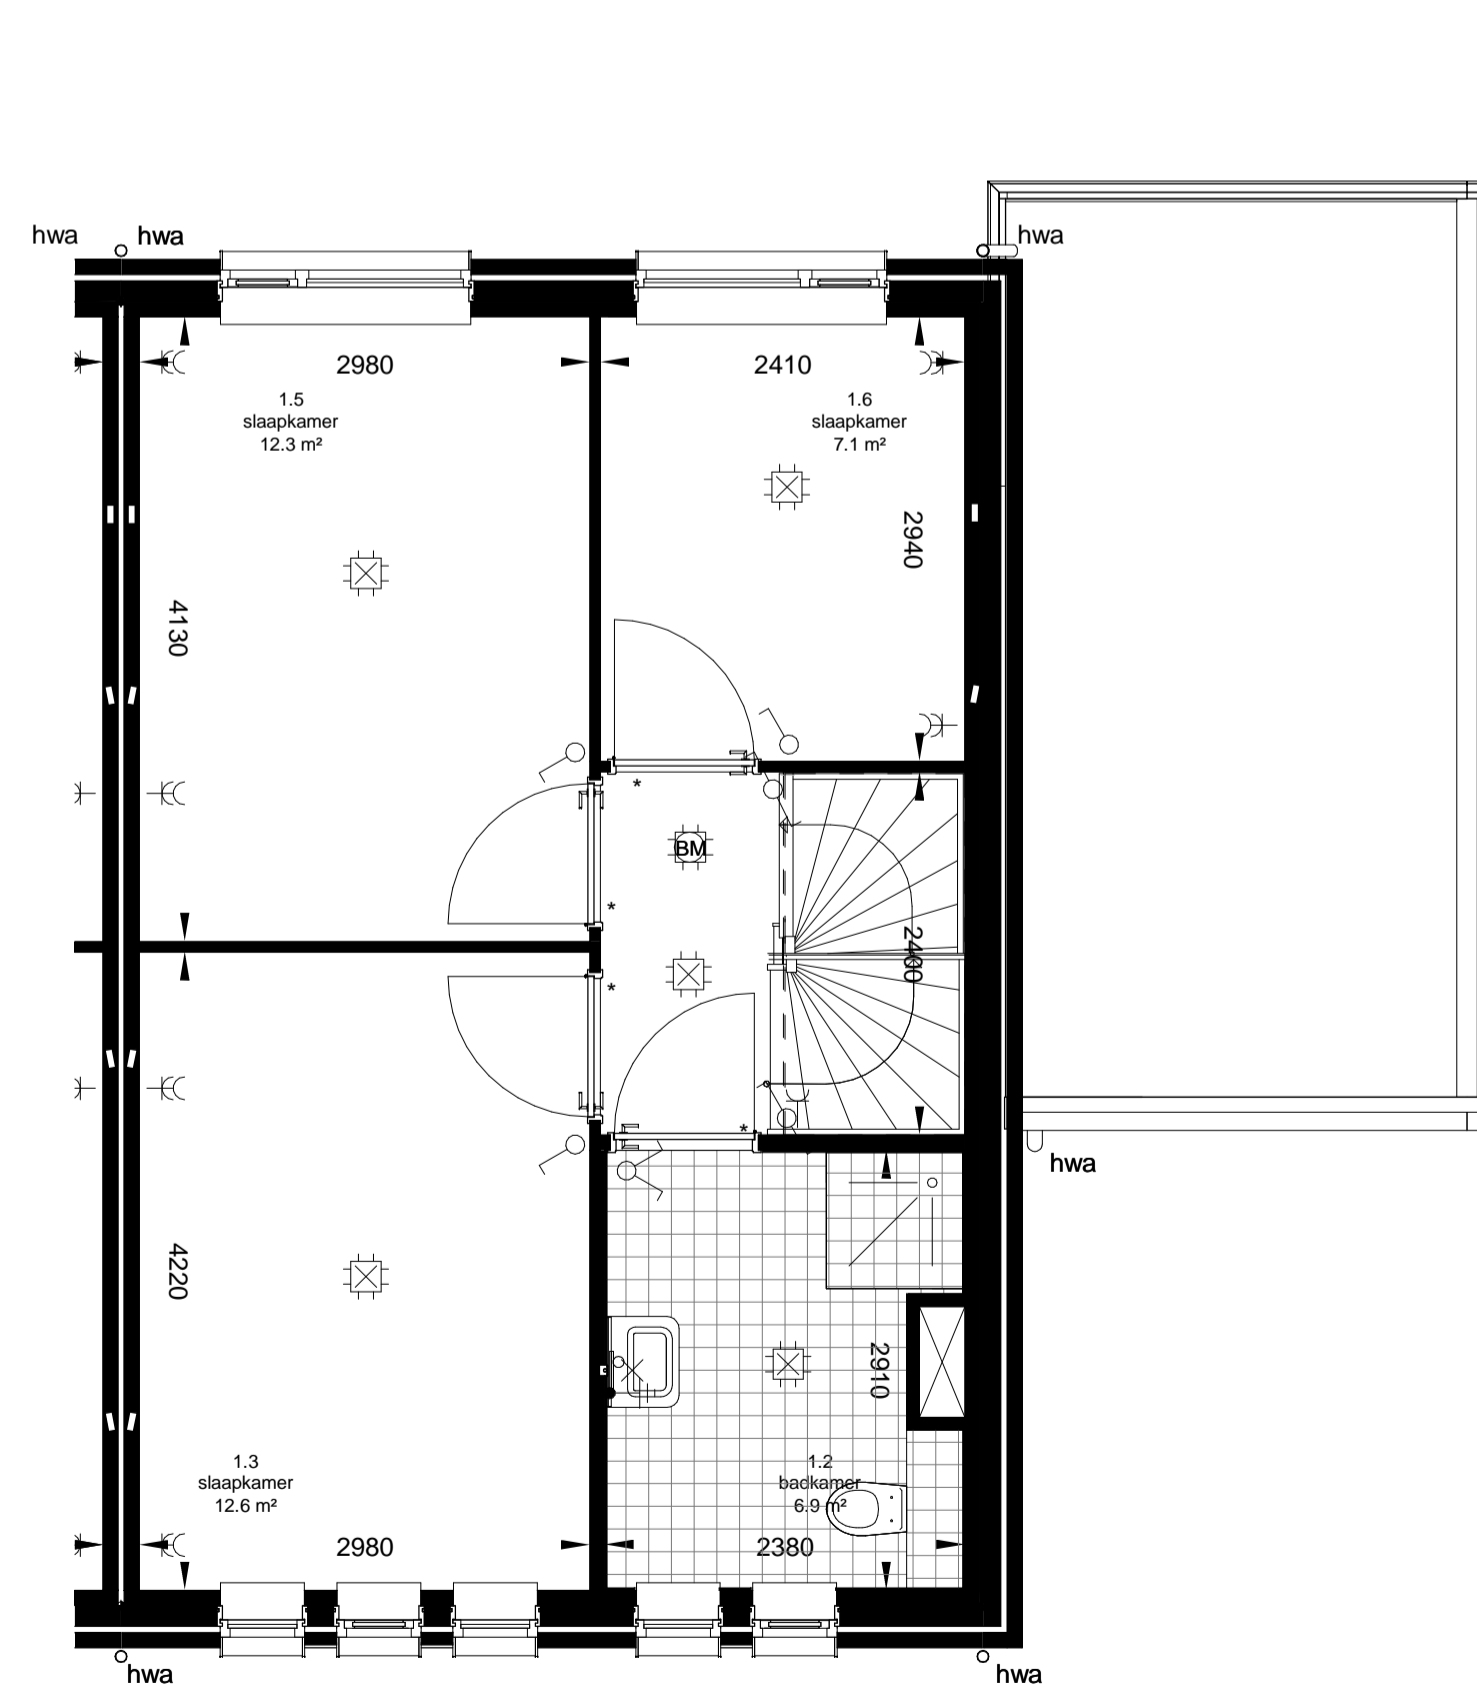 hwa
hwa
hwa
2980
2410
1.5
slaapkamer
12.3 m²
1.6
slaapkamer
7.1 m²
2940
4130
*
BM
*
2400
*
*
hwa
4220
2910
1.3
slaapkamer
12.6 m²
1.2
badkamer
6.9 m²
2980
2380
hwa
hwa